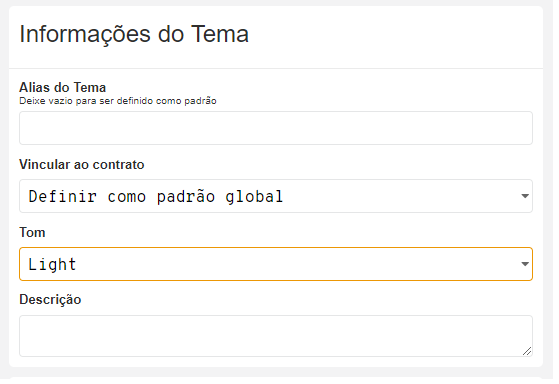 Informações do Tema
Alias do Tema
Deixe vazio para ser definido como padrão
Vincular ao contrato
Definir como padrão global
Tom
Light
Descrição